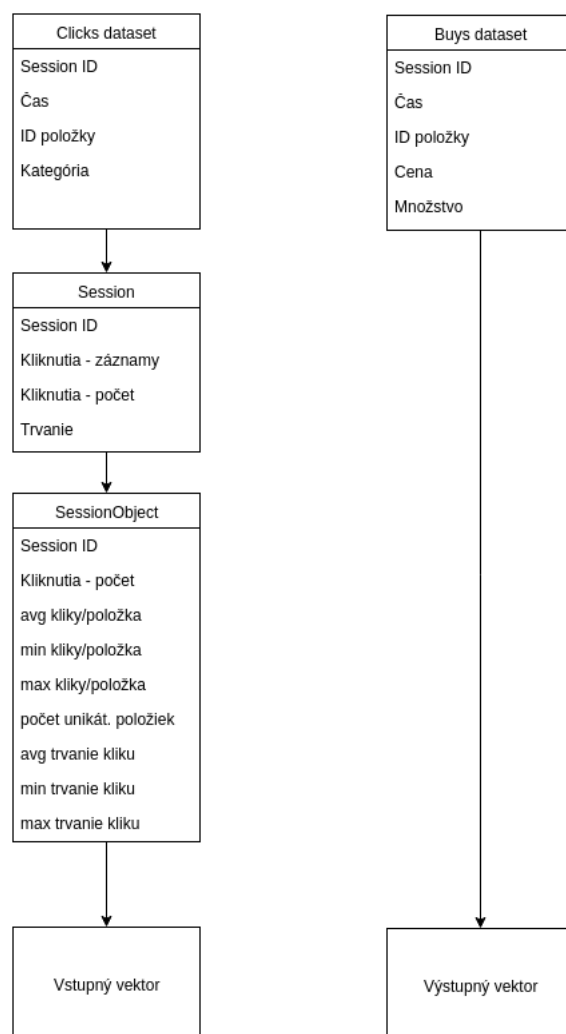 Clicks dataset
Session ID
Čas
ID položky
Kategória
Session
Session ID
Kliknutia - záznamy
Kliknutia - počet
Trvanie
SessionObject
Session ID
Kliknutia - počet
avg kliky/položka
min kliky/položka
max kliky/položka
počet unikát. položiek
avg trvanie kliku
min trvanie kliku
max trvanie kliku
Vstupný vektor
Buys dataset
Session ID
Čas
ID položky
Cena
Množstvo
Výstupný vektor